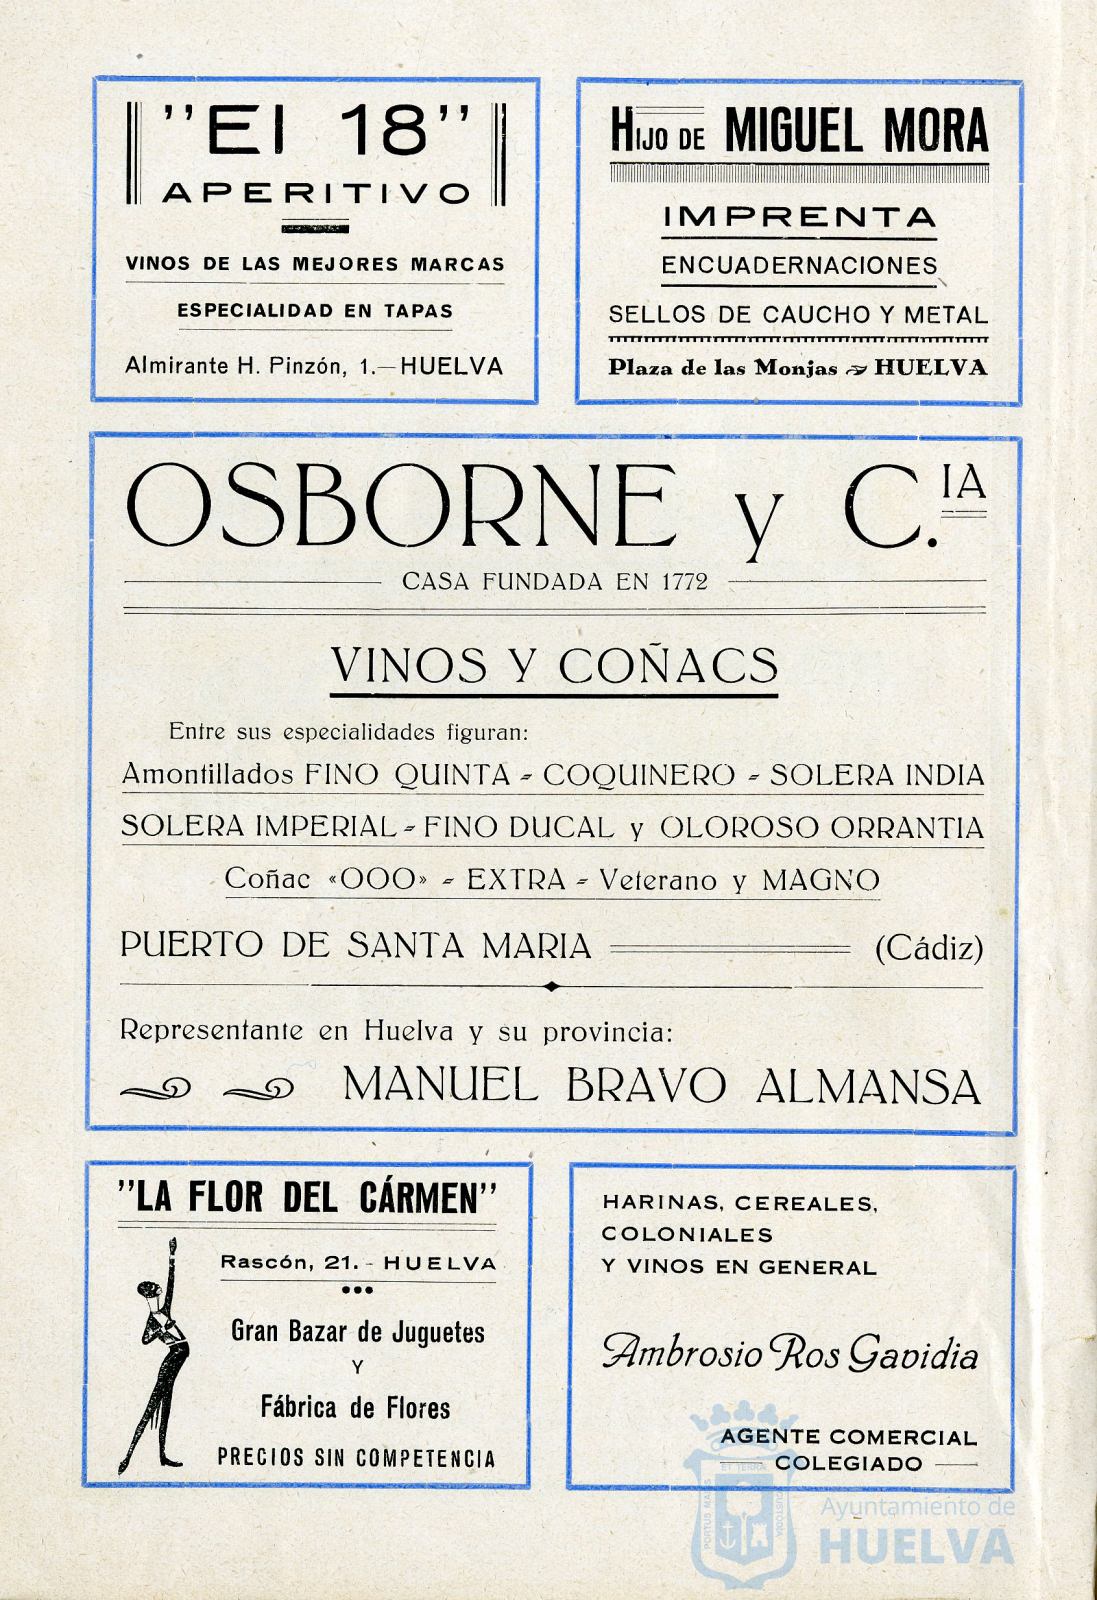 "El 18"
APERITIVO
VINOS DE LAS MEJORES MARCAS
ESPECIALIDAD EN TAPAS
Almirante H. Pinzón, 1.—HUELVA
HIJO DE MIGUEL MORA
IMPRENTA
ENCUADERNACIONES
SELLOS DE CAUCHO Y METAL
Plaza de las Monjas HUELVA
OSBORNE y C.IA
CASA FUNDADA EN 1772
VINOS Y COÑACS
Entre sus especialidades figuran:
Amontillados FINO QUINTA - COQUINERO - SOLERA INDIA
SOLERA IMPERIAL - FINO DUCAL y OLOROSO ORRANTIA
Coñac «OOO» - EXTRA - Veterano y MAGNO
PUERTO DE SANTA MARIA (Cádiz)
Representante en Huelva y su provincia:
MANUEL BRAVO ALMANSA
"LA FLOR DEL CÁRMEN"
Rascón, 21. - HUELVA
Gran Bazar de Juguetes
Y
Fábrica de Flores
PRECIOS SIN COMPETENCIA
HARINAS, CEREALES,
COLONIALES
Y VINOS EN GENERAL
Ambrosio Ros Gavidia
AGENTE COMERCIAL
COLEGIADO
PORTUS MARIS
ET TERRÆ
CUSTODIA
Ayuntamiento de
HUELVA